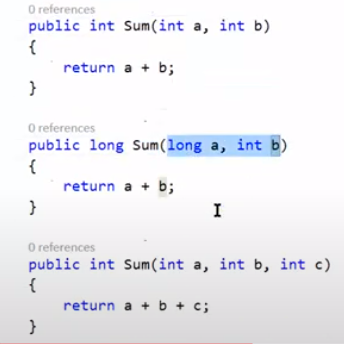 0 references
public int Sum(int a, int b)
{
return a + b;
}
0 references
public long Sum(long a, int b)
{
return a + b;
}
0 references
public int Sum(int a, int b, int c)
{
return a + b + c;
}